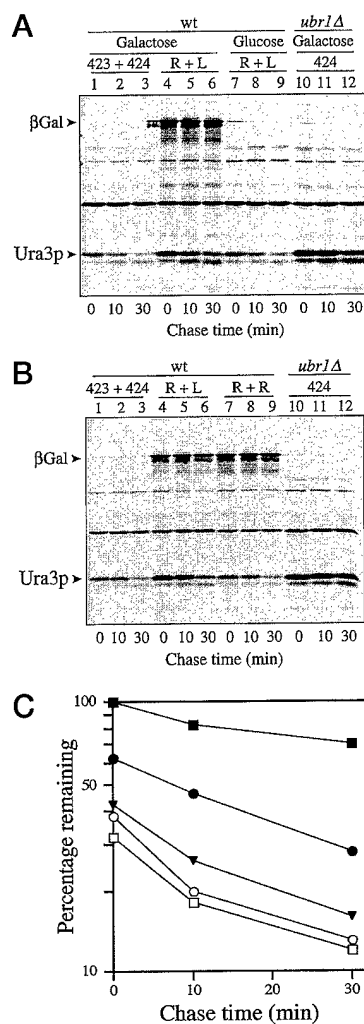 A
wt
ubr1Δ
Galactose
Glucose
Galactose
423 + 424
R + L
R + L
424
1 2 3 4 5 6 7 8 9 10 11 12
βGal
Ura3p
0 10 30 0 10 30 0 10 30 0 10 30
Chase time (min)
B
wt
ubr1Δ
423 + 424
R + L
R + R
424
1 2 3 4 5 6 7 8 9 10 11 12
βGal
Ura3p
0 10 30 0 10 30 0 10 30 0 10 30
Chase time (min)
C
Percentage remaining
100
50
10
0 10 20 30
Chase time (min)